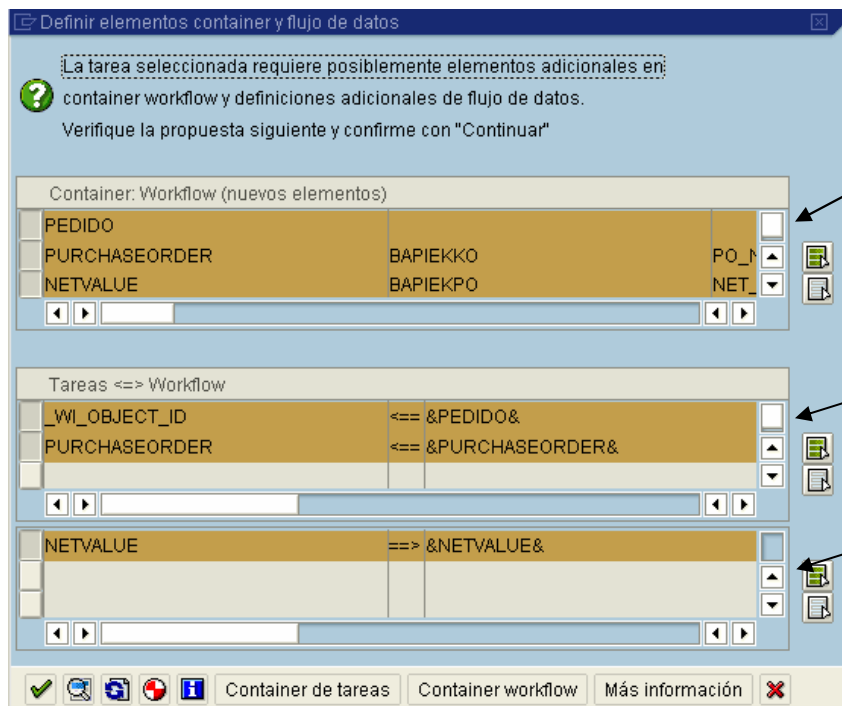 Definir elementos container y flujo de datos
La tarea seleccionada requiere posiblemente elementos adicionales en
container workflow y definiciones adicionales de flujo de datos.
Verifique la propuesta siguiente y confirme con "Continuar"
Container: Workflow (nuevos elementos)
PEDIDO
PURCHASEORDER BAPIEKKO PO_N
NETVALUE BAPIEKPO NET_
Tareas <=> Workflow
_WI_OBJECT_ID <== &PEDIDO&
PURCHASEORDER <== &PURCHASEORDER&
NETVALUE ==> &NETVALUE&
Container de tareas Container workflow Más información